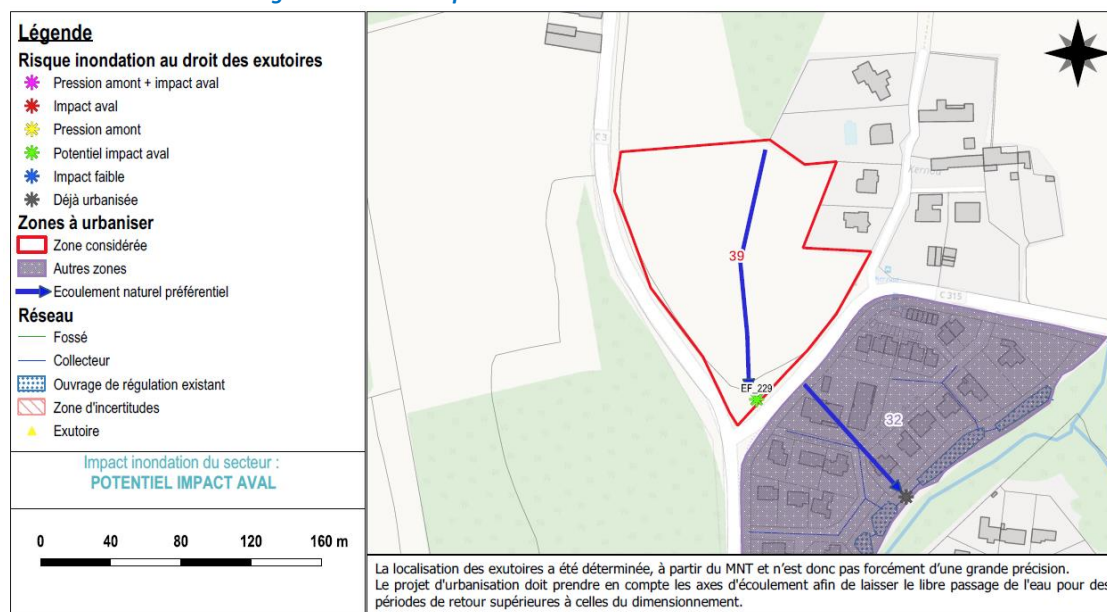 Légende
Risque inondation au droit des exutoires
Pression amont + impact aval
Impact aval
Pression amont
Potentiel impact aval
Impact faible
Déjà urbanisée
Zones à urbaniser
Zone considérée
Autres zones
Ecoulement naturel préférentiel
Réseau
Fossé
Collecteur
Ouvrage de régulation existant
Zone d'incertitudes
Exutoire
Impact inondation du secteur :
POTENTIEL IMPACT AVAL
0 40 80 120 160 m
C 3
39
C 315
EF_229
32
La localisation des exutoires a été déterminée, à partir du MNT et n'est donc pas forcément d'une grande précision.
Le projet d'urbanisation doit prendre en compte les axes d'écoulement afin de laisser le libre passage de l'eau pour des
périodes de retour supérieures à celles du dimensionnement.